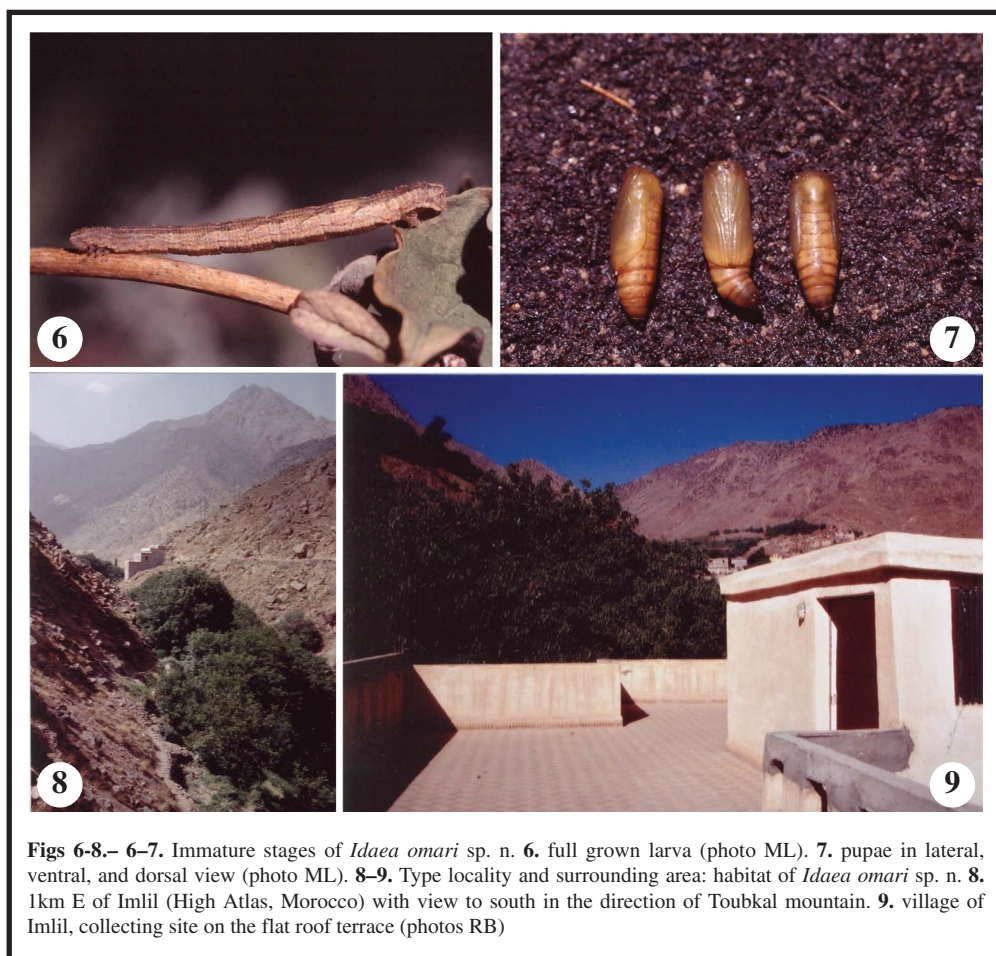 6
7
8
9
Figs 6-8.– 6–7. Immature stages of Idaea omari sp. n. 6. full grown larva (photo ML). 7. pupae in lateral,
ventral, and dorsal view (photo ML). 8–9. Type locality and surrounding area: habitat of Idaea omari sp. n. 8.
1km E of Imlil (High Atlas, Morocco) with view to south in the direction of Toubkal mountain. 9. village of
Imlil, collecting site on the flat roof terrace (photos RB)